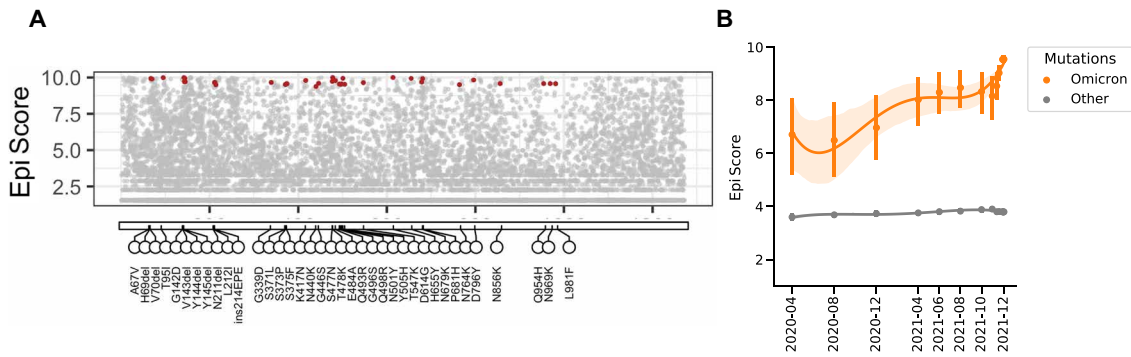 A
Epi Score
10.0
7.5
5.0
2.5
A67V
H69del
V70del
T95I
G142D
V143del
Y144del
Y145del
N211del
L212I
ins214EPE
G339D
S371L
S373P
S375F
K417N
N440K
G446S
S477N
T478K
E484A
Q493R
G496S
Q498R
N501Y
Y505H
T547K
D614G
H655Y
N679K
P681H
N764K
D796Y
N856K
Q954H
N969K
L981F
B
Epi Score
10
8
6
4
2
2020-04
2020-08
2020-12
2021-04
2021-06
2021-08
2021-10
2021-12
Mutations
Omicron
Other